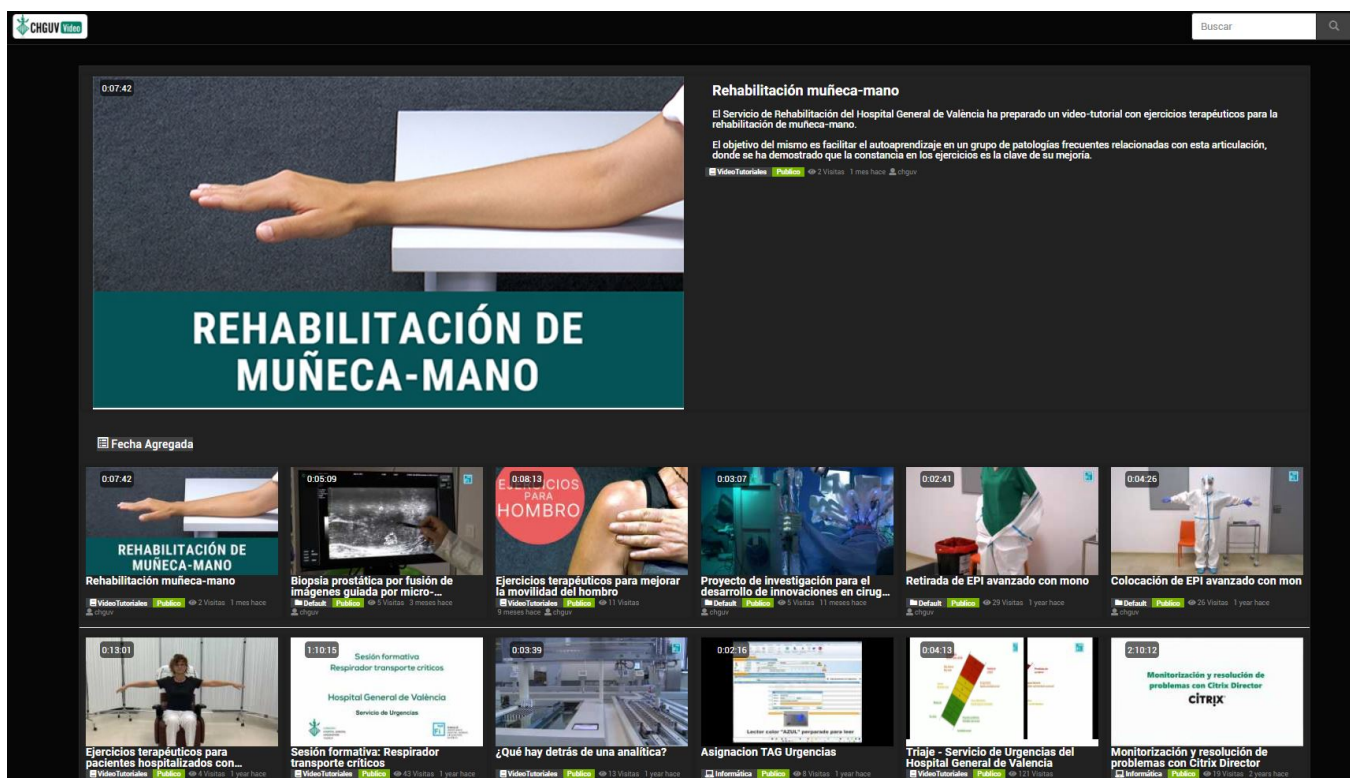 CHGUV Video
Buscar
0:07:42
REHABILITACIÓN DE
MUÑECA-MANO
Rehabilitación muñeca-mano
El Servicio de Rehabilitación del Hospital General de València ha preparado un video-tutorial con ejercicios terapéuticos para la
rehabilitación de muñeca-mano.
El objetivo del mismo es facilitar el autoaprendizaje en un grupo de patologías frecuentes relacionadas con esta articulación,
donde se ha demostrado que la constancia en los ejercicios es la clave de su mejoria.
VideoTutoriales Publico 2 Visitas 1 mes hace chguv
Fecha Agregada
0:07:42
REHABILITACIÓN DE
MUÑECA-MANO
Rehabilitación muñeca-mano
VideoTutoriales Publico 2 Visitas 1 mes hace
chguv
0:05:09
Biopsia prostática por fusión de
imágenes guiada por micro-...
Default Publico 5 Visitas 3 meses hace
chguv
0:08:13
EJERCICIOS
PARA
HOMBRO
Ejercicios terapéuticos para mejorar
la movilidad del hombro
VideoTutoriales Publico 11 Visitas
9 meses hace chguv
0:03:07
Proyecto de investigación para el
desarrollo de innovaciones en cirug...
Default Publico 5 Visitas 11 meses hace
chguv
0:02:41
Retirada de EPI avanzado con mono
Default Publico 29 Visitas 1 year hace
chguv
0:04:26
Colocación de EPI avanzado con mon
Default Publico 26 Visitas 1 year hace
chguv
0:13:01
Ejercicios terapéuticos para
pacientes hospitalizados con...
VideoTutoriales Publico 4 Visitas 1 year hace
1:10:15
Sesión formativa
Respirador transporte críticos
Hospital General de València
Servicio de Urgencias
Sesión formativa: Respirador
transporte críticos
VideoTutoriales Publico 43 Visitas 1 year hace
0:03:39
¿Qué hay detrás de una analítica?
VideoTutoriales Publico 13 Visitas 1 year hace
0:02:16
Lector color "AZUL" preparado para leer
Asignacion TAG Urgencias
Informática Publico 8 Visitas 1 year hace
0:04:13
Triaje - Servicio de Urgencias del
Hospital General de Valencia
VideoTutoriales Publico 121 Visitas
2:10:12
Monitorización y resolución de
problemas con Citrix Director
CİTRIX
Monitorización y resolución de
problemas con Citrix Director
Informática Publico 19 Visitas 2 years hace